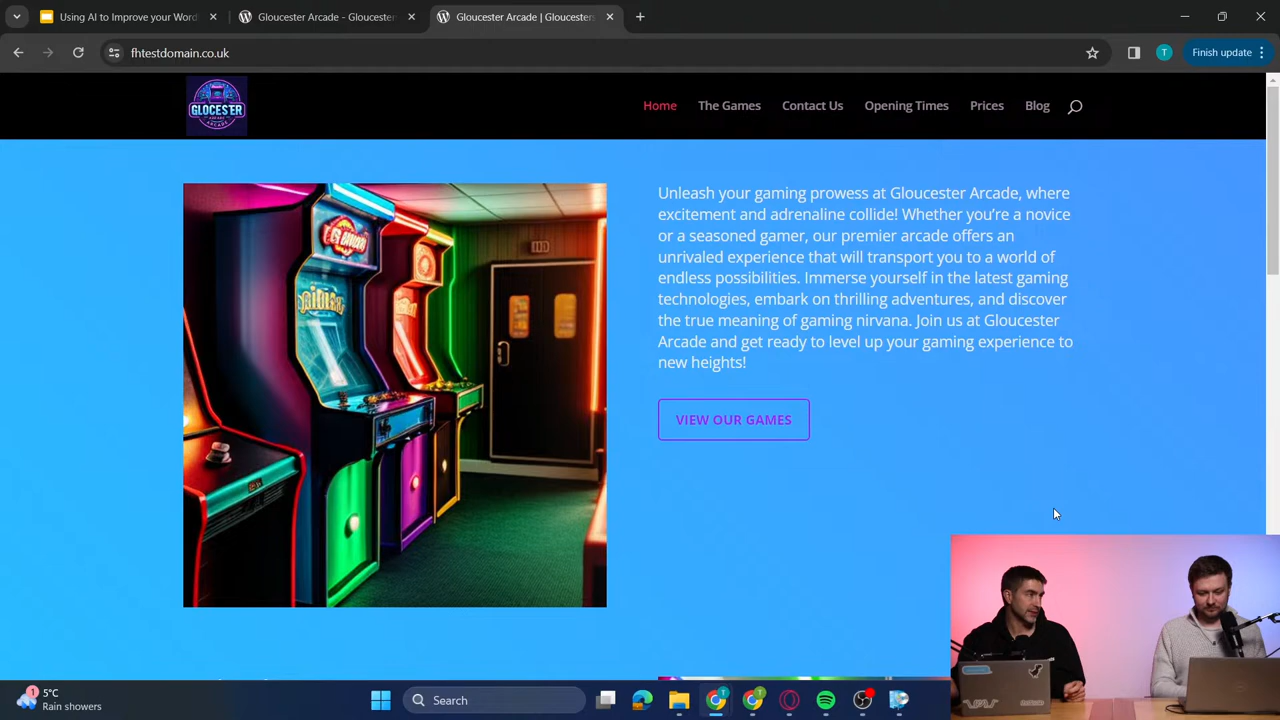 Using AI to Improve your Word
Gloucester Arcade - Gloucester
Gloucester Arcade | Gloucesters
fhtestdomain.co.uk
T
Finish update
GLOCESTER
ARCADE
Home
The Games
Contact Us
Opening Times
Prices
Blog
Unleash your gaming prowess at Gloucester Arcade, where
excitement and adrenaline collide! Whether you're a novice
or a seasoned gamer, our premier arcade offers an
unrivaled experience that will transport you to a world of
endless possibilities. Immerse yourself in the latest gaming
technologies, embark on thrilling adventures, and discover
the true meaning of gaming nirvana. Join us at Gloucester
Arcade and get ready to level up your gaming experience to
new heights!
VIEW OUR GAMES
1
5°C
Rain showers
Search